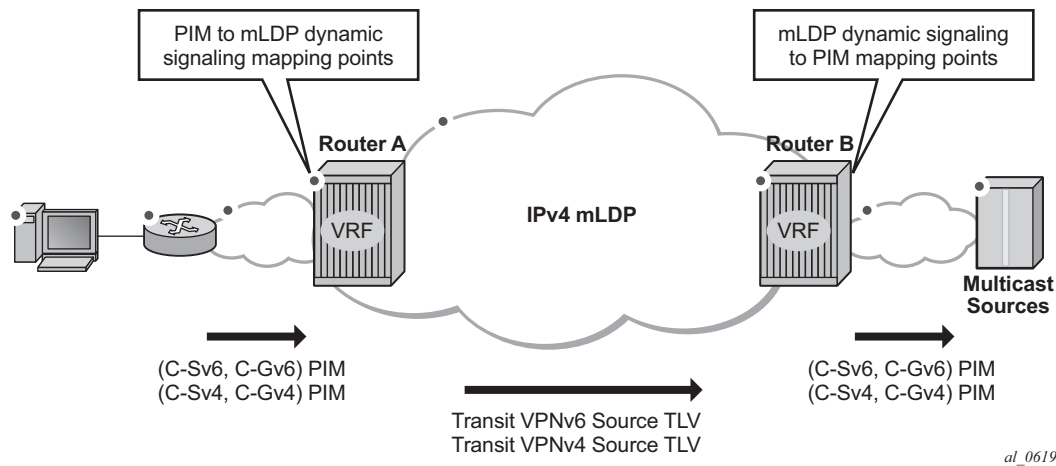 PIM to mLDP dynamic
signaling mapping points
mLDP dynamic signaling
to PIM mapping points
Router A
Router B
VRF
IPv4 mLDP
VRF
Multicast
Sources
(C-Sv6, C-Gv6) PIM
(C-Sv4, C-Gv4) PIM
(C-Sv6, C-Gv6) PIM
(C-Sv4, C-Gv4) PIM
Transit VPNv6 Source TLV
Transit VPNv4 Source TLV
al_0619